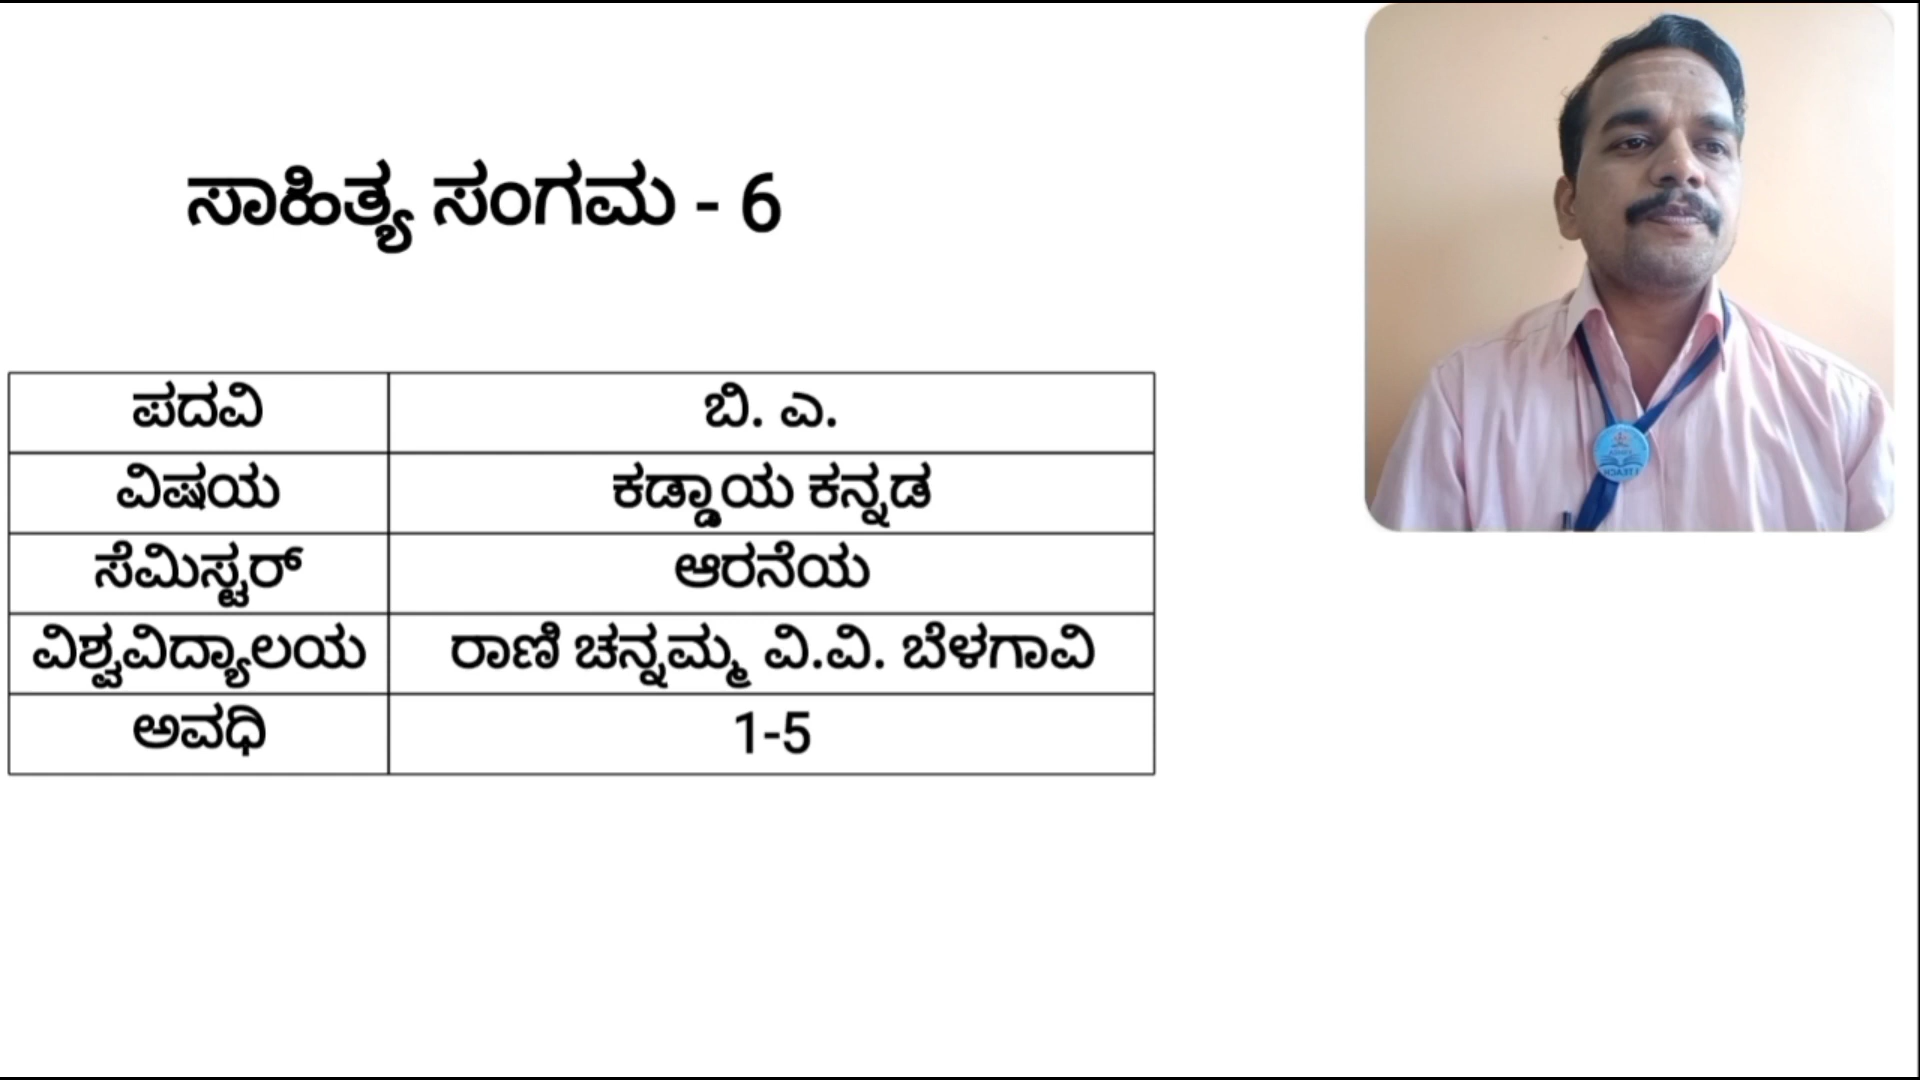 ಸಾಹಿತ್ಯ ಸಂಗಮ - 6
ಪದವಿ ಬಿ. ಎ.
ವಿಷಯ ಕಡ್ಡಾಯ ಕನ್ನಡ
ಸೆಮಿಸ್ಟರ್ ಆರನೆಯ
ವಿಶ್ವವಿದ್ಯಾಲಯ ರಾಣಿ ಚನ್ನಮ್ಮ ವಿ.ವಿ. ಬೆಳಗಾವಿ
ಅವಧಿ 1-5